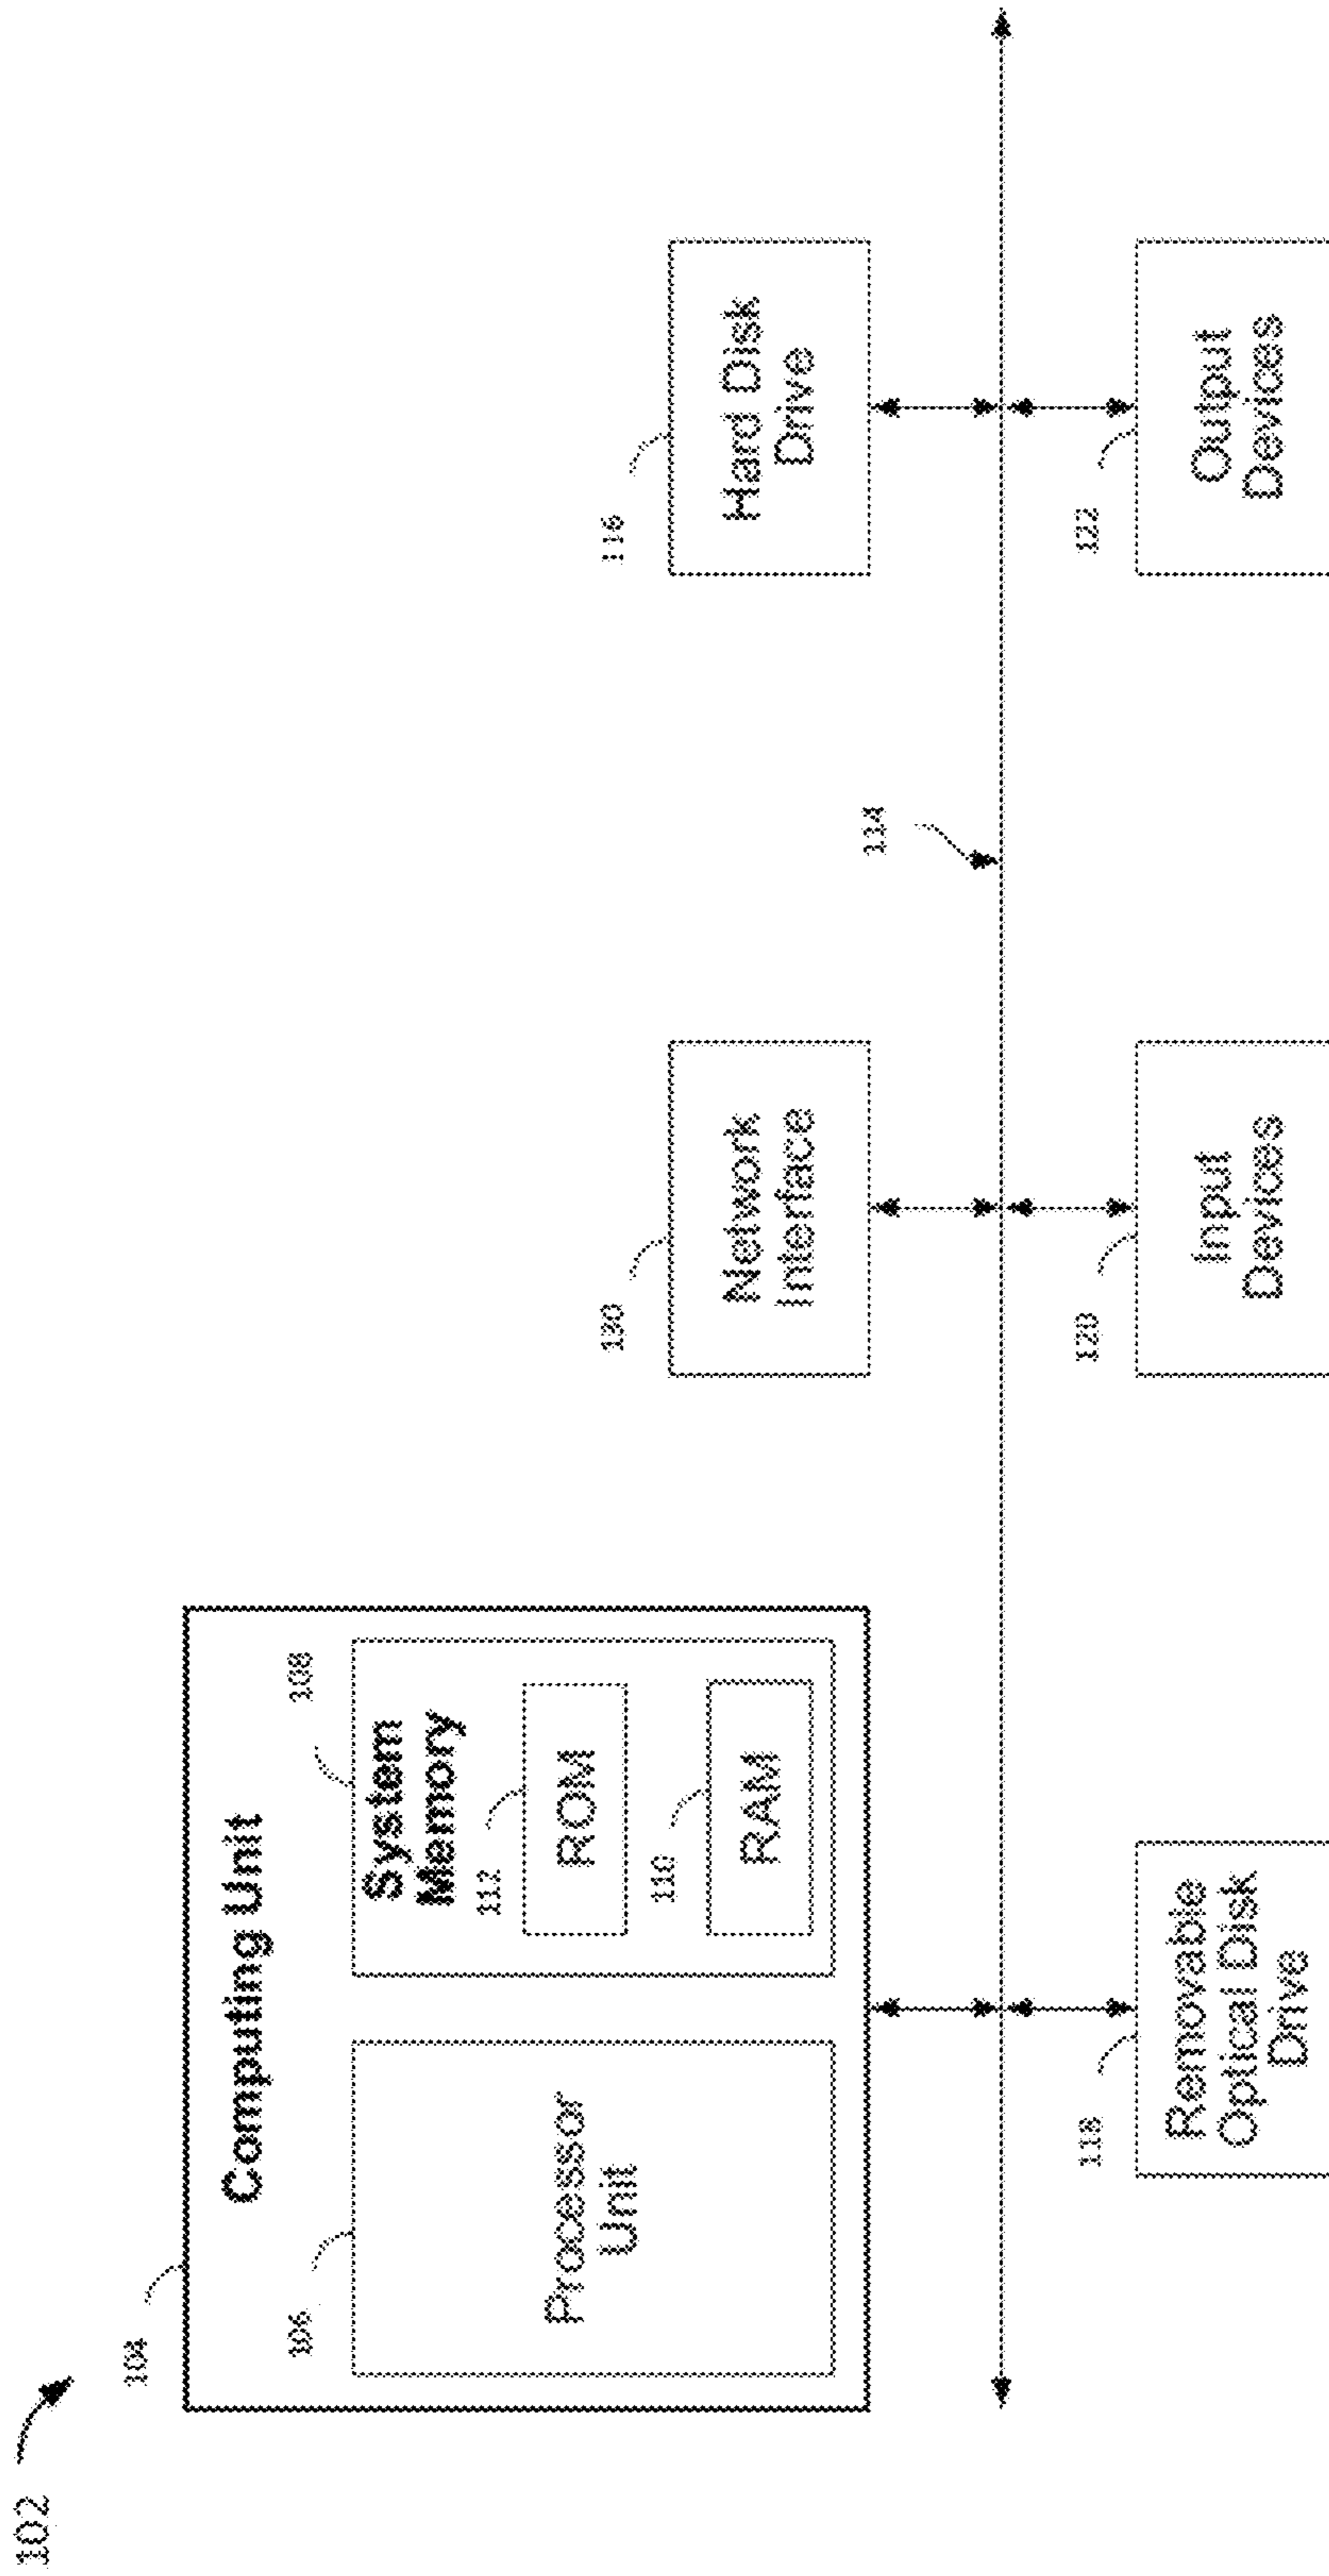 102
104
Computing Unit
106
Processor
Unit
108
System
Memory
112
ROM
110
RAM
130
Network
Interface
116
Hard Disk
Drive
114
118
Removable
Optical Disk
Drive
120
Input
Devices
122
Output
Devices